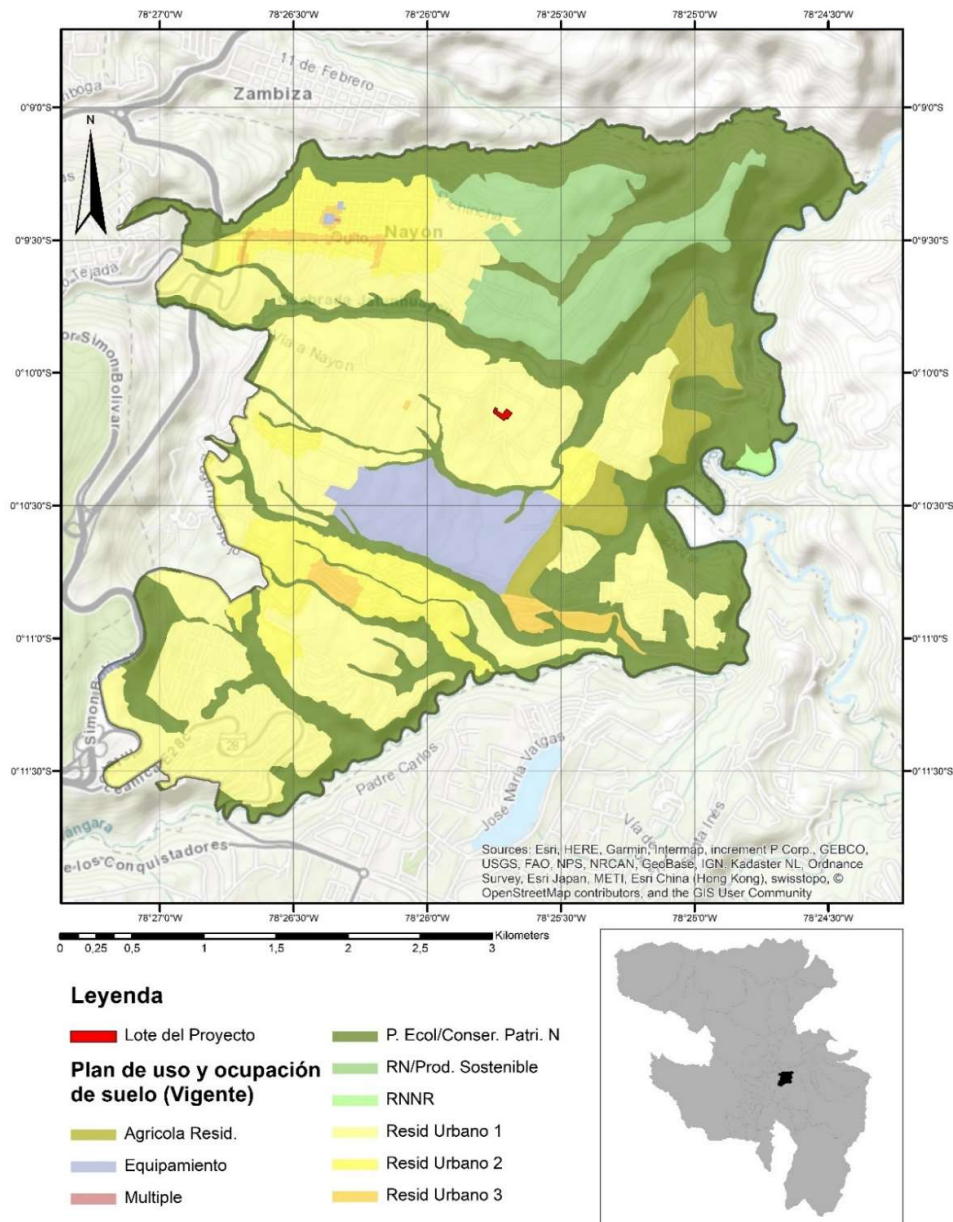 78°27'0"W 78°26'30"W 78°26'0"W 78°25'30"W 78°25'0"W 78°24'30"W
11 de Febrero
Zambiza
0°9'0"S 0°9'0"S
N
Pichincha
Quito
Nayon
0°9'30"S 0°9'30"S
Tejada
Quebrada
Vía a Nayon
Simon Bolivar
0°10'0"S 0°10'0"S
0°10'30"S 0°10'30"S
0°11'0"S 0°11'0"S
Simon
28
Padre Carlos
José María Vargas
0°11'30"S 0°11'30"S
los Conquistadores
Sources: Esri, HERE, Garmin, Intermap, increment P Corp., GEBCO,
USGS, FAO, NPS, NRCAN, GeoBase, IGN, Kadaster NL, Ordnance
Survey, Esri Japan, METI, Esri China (Hong Kong), swisstopo, ©
OpenStreetMap contributors, and the GIS User Community
78°27'0"W 78°26'30"W 78°26'0"W 78°25'30"W 78°25'0"W 78°24'30"W
Kilometers
0 0,25 0,5 1 1,5 2 2,5 3
Leyenda
Lote del Proyecto
Plan de uso y ocupación
de suelo (Vigente)
Agricola Resid.
Equipamiento
Multiple
P. Ecol/Conser. Patri. N
RN/Prod. Sostenible
RNNR
Resid Urbano 1
Resid Urbano 2
Resid Urbano 3